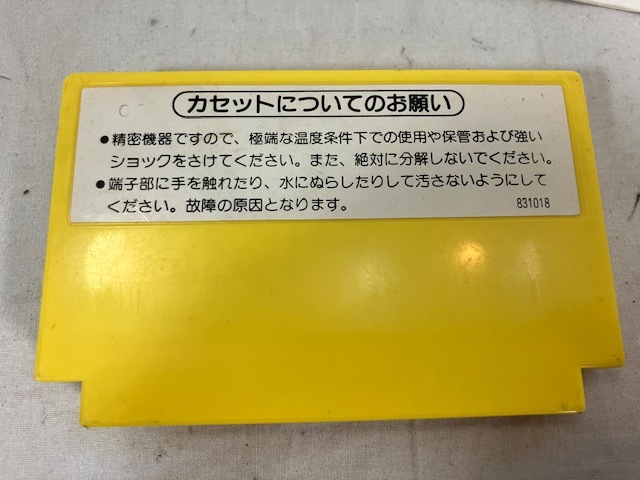 カセットについてのお願い
●精密機器ですので、極端な温度条件下での使用や保管および強い
ショックをさけてください。また、絶対に分解しないでください。
●端子部に手を触れたり、水にぬらしたりして汚さないようにして
ください。故障の原因となります。
831018